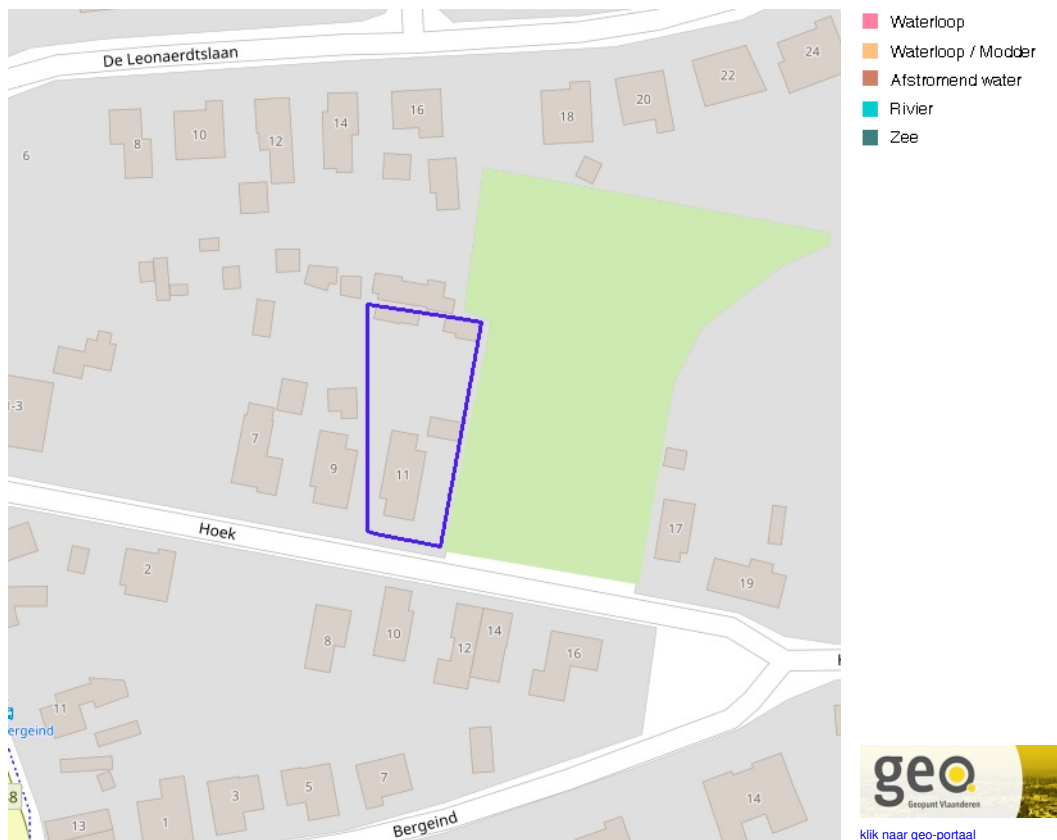 De Leonaerdtslaan
24
22
20
18
16
14
12
10
8
6
1-3
7
9
11
Hoek
17
19
2
8
10
12
14
16
11
ergeind
8
13
1
3
5
7
14
Bergeind
H
Waterloop
Waterloop / Modder
Afstromend water
Rivier
Zee
geo
Geopunt Vlaanderen
klik naar geo-portaal